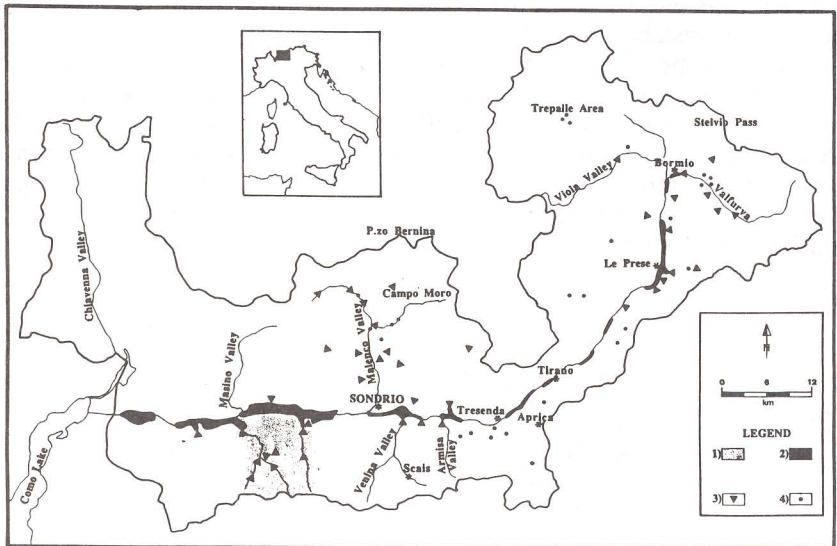 Trepalle Area
Stelvio Pass
Bormio
Viola Valley
Valfurva
P.zo Bernina
Le Prese
Chiavenna Valley
Campo Moro
Malenco Valley
Masino Valley
Tirano
SONDRIO
Tresenda
Aprica
Venina Valley
Armisa
Valley
Scais
Como Lake
N
0 6 12
km
LEGEND
1) 2)
3) 4)